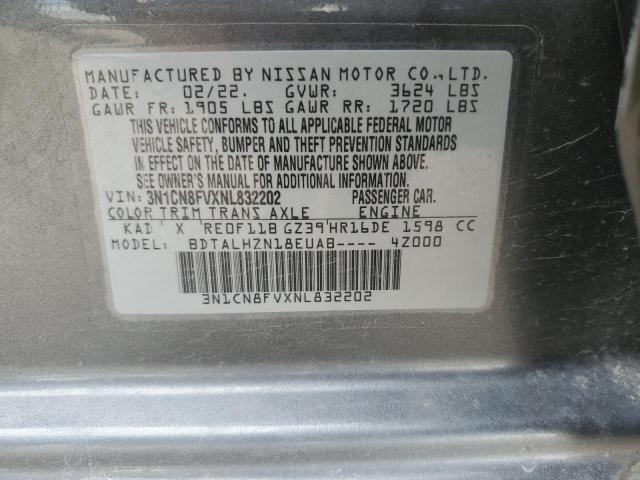 MANUFACTURED BY NISSAN MOTOR CO., LTD.
DATE: 02/22. GVWR: 3624 LBS
GAWR FR: 1905 LBS GAWR RR: 1720 LBS
THIS VEHICLE CONFORMS TO ALL APPLICABLE FEDERAL MOTOR
VEHICLE SAFETY, BUMPER AND THEFT PREVENTION STANDARDS
IN EFFECT ON THE DATE OF MANUFACTURE SHOWN ABOVE.
SEE OWNER'S MANUAL FOR ADDITIONAL INFORMATION.
VIN: 3N1CN8FVXNL832202 PASSENGER CAR.
COLOR TRIM TRANS AXLE ENGINE
KAD X RE0F11B GZ39 HR16DE 1598 CC
MODEL: BDTALHZN18EUAB---- 4Z000
3N1CN8FVXNL832202